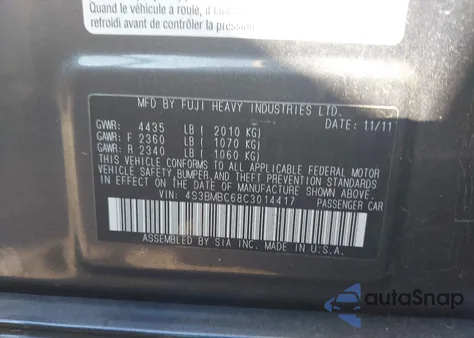 Quand le véhicule a roulé, il
refroidi avant de contrôler la pression
MFD BY FUJI HEAVY INDUSTRIES LTD.
GVWR: 4435 LB ( 2010 KG) DATE: 11/11
GAWR: F 2360 LB ( 1070 KG)
GAWR: R 2340 LB ( 1060 KG)
THIS VEHICLE CONFORMS TO ALL APPLICABLE FEDERAL MOTOR
VEHICLE SAFETY, BUMPER, AND THEFT PREVENTION STANDARDS
IN EFFECT ON THE DATE OF MANUFACTURE SHOWN ABOVE.
VIN: 4S3BMBC68C3014417 PASSENGER CAR
ASSEMBLED BY SIA INC. MADE IN U.S.A.
autoSnap